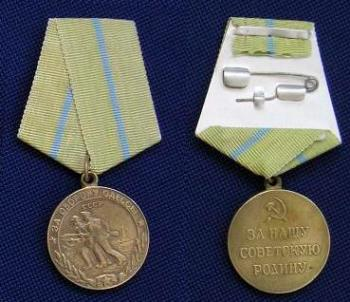 ЗА ОБОРОНУ ОДЕССЫ
СССР
ЗА НАШУ
СОВЕТСКУЮ
РОДИНУ